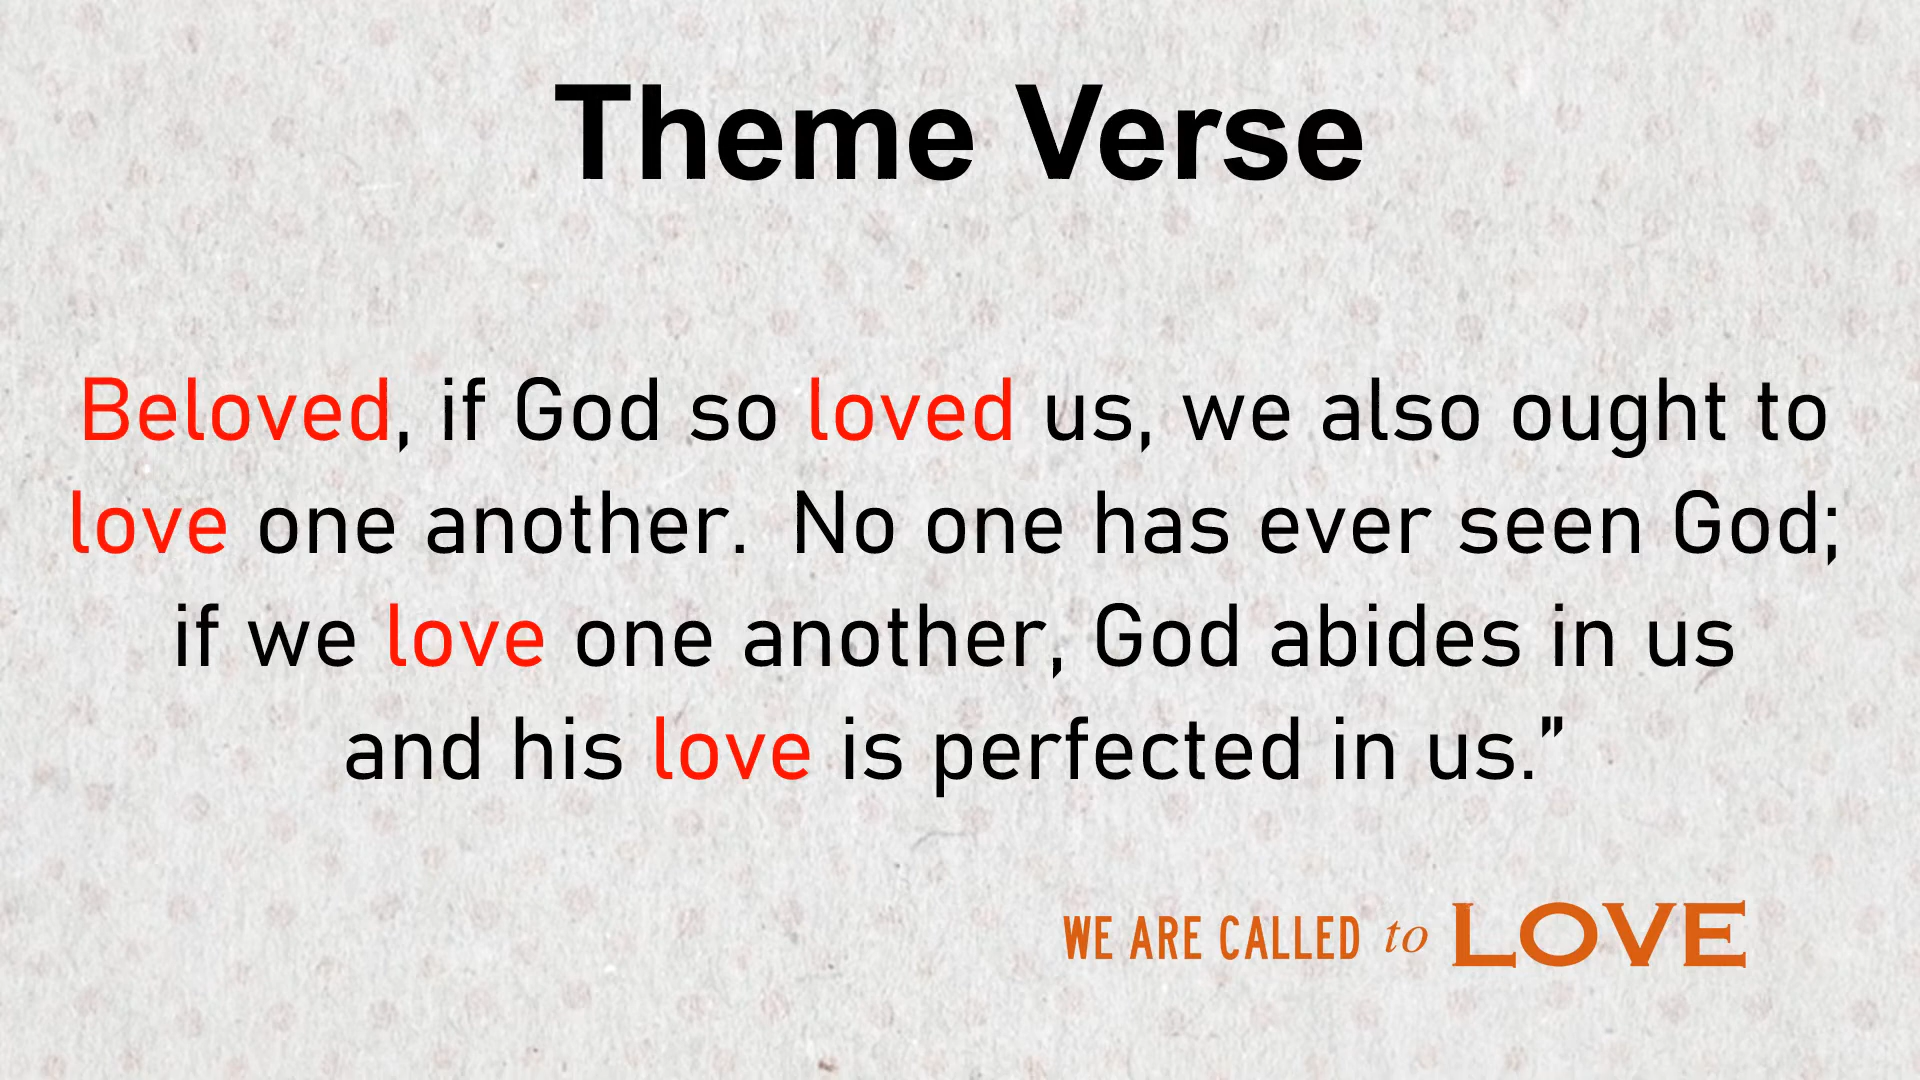 Theme Verse
Beloved, if God so loved us, we also ought to
love one another.  No one has ever seen God;
if we love one another, God abides in us
and his love is perfected in us.”
WE ARE CALLED to LOVE